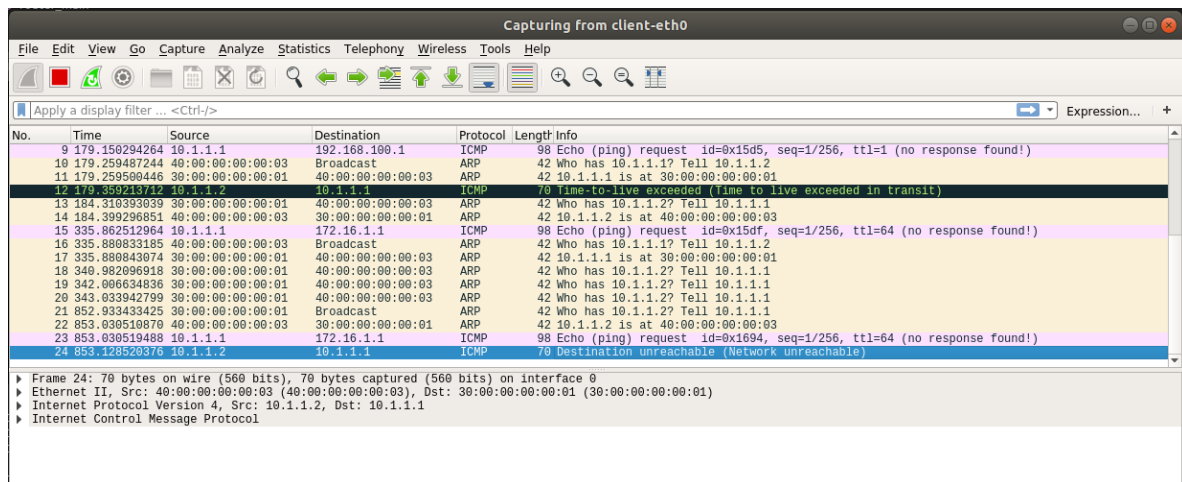 Capturing from client-eth0
File Edit View Go Capture Analyze Statistics Telephony Wireless Tools Help
Apply a display filter ... <Ctrl-/> Expression... +
No. Time Source Destination Protocol Length Info
9 179.150294264 10.1.1.1 192.168.100.1 ICMP 98 Echo (ping) request id=0x15d5, seq=1/256, ttl=1 (no response found!)
10 179.259487244 40:00:00:00:00:03 Broadcast ARP 42 Who has 10.1.1.1? Tell 10.1.1.2
11 179.259500446 30:00:00:00:00:01 40:00:00:00:00:03 ARP 42 10.1.1.1 is at 30:00:00:00:00:01
12 179.359213712 10.1.1.2 10.1.1.1 ICMP 70 Time-to-live exceeded (Time to live exceeded in transit)
13 184.310393039 30:00:00:00:00:01 40:00:00:00:00:03 ARP 42 Who has 10.1.1.2? Tell 10.1.1.1
14 184.399296851 40:00:00:00:00:03 30:00:00:00:00:01 ARP 42 10.1.1.2 is at 40:00:00:00:00:03
15 335.862512964 10.1.1.1 172.16.1.1 ICMP 98 Echo (ping) request id=0x15df, seq=1/256, ttl=64 (no response found!)
16 335.880833185 40:00:00:00:00:03 Broadcast ARP 42 Who has 10.1.1.1? Tell 10.1.1.2
17 335.880843074 30:00:00:00:00:01 40:00:00:00:00:03 ARP 42 10.1.1.1 is at 30:00:00:00:00:01
18 340.982096918 30:00:00:00:00:01 40:00:00:00:00:03 ARP 42 Who has 10.1.1.2? Tell 10.1.1.1
19 342.006634836 30:00:00:00:00:01 40:00:00:00:00:03 ARP 42 Who has 10.1.1.2? Tell 10.1.1.1
20 343.033942799 30:00:00:00:00:01 40:00:00:00:00:03 ARP 42 Who has 10.1.1.2? Tell 10.1.1.1
21 852.933433425 30:00:00:00:00:01 Broadcast ARP 42 Who has 10.1.1.2? Tell 10.1.1.1
22 853.030510870 40:00:00:00:00:03 30:00:00:00:00:01 ARP 42 10.1.1.2 is at 40:00:00:00:00:03
23 853.030519488 10.1.1.1 172.16.1.1 ICMP 98 Echo (ping) request id=0x1694, seq=1/256, ttl=64 (no response found!)
24 853.128520376 10.1.1.2 10.1.1.1 ICMP 70 Destination unreachable (Network unreachable)
Frame 24: 70 bytes on wire (560 bits), 70 bytes captured (560 bits) on interface 0
Ethernet II, Src: 40:00:00:00:00:03 (40:00:00:00:00:03), Dst: 30:00:00:00:00:01 (30:00:00:00:00:01)
Internet Protocol Version 4, Src: 10.1.1.2, Dst: 10.1.1.1
Internet Control Message Protocol